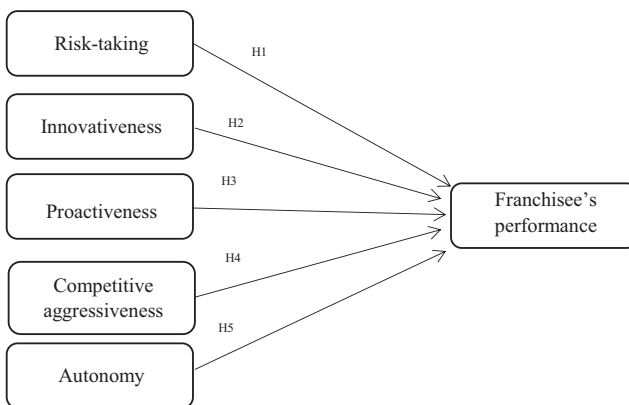 Risk-taking
H1
Innovativeness
H2
Proactiveness
H3
Franchisee’s
performance
Competitive
aggressiveness
H4
Autonomy
H5